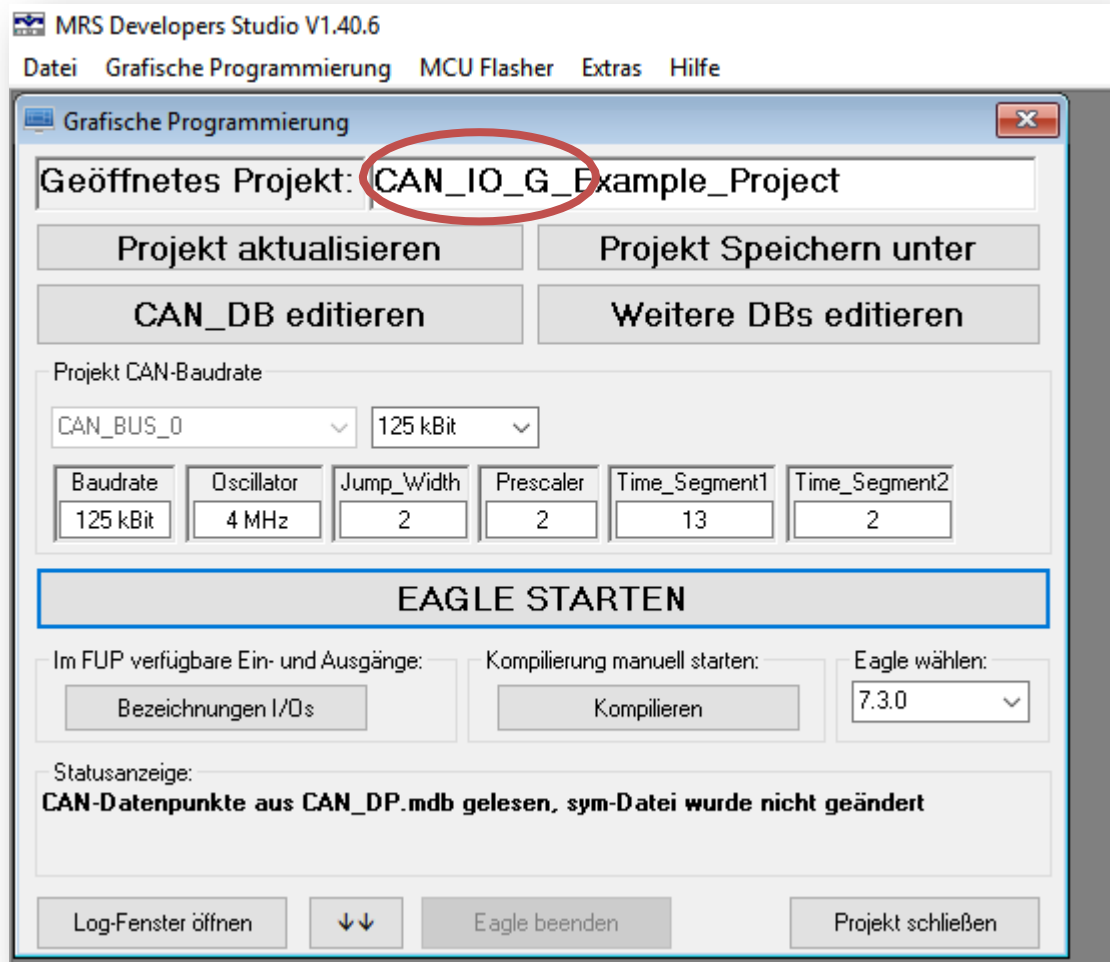 MRS Developers Studio V1.40.6
Datei Grafische Programmierung MCU Flasher Extras Hilfe
Grafische Programmierung
Geöffnetes Projekt: CAN_IO_G_Example_Project
Projekt aktualisieren Projekt Speichern unter
CAN_DB editieren Weitere DBs editieren
Projekt CAN-Baudrate
CAN_BUS_0 125 kBit
Baudrate Oscillator Jump_Width Prescaler Time_Segment1 Time_Segment2
125 kBit 4 MHz 2 2 13 2
EAGLE STARTEN
Im FUP verfügbare Ein- und Ausgänge: Kompilierung manuell starten: Eagle wählen:
Bezeichnungen I/Os Kompilieren 7.3.0
Statusanzeige:
CAN-Datenpunkte aus CAN_DP.mdb gelesen, sym-Datei wurde nicht geändert
Log-Fenster öffnen ↓↓ Eagle beenden Projekt schließen